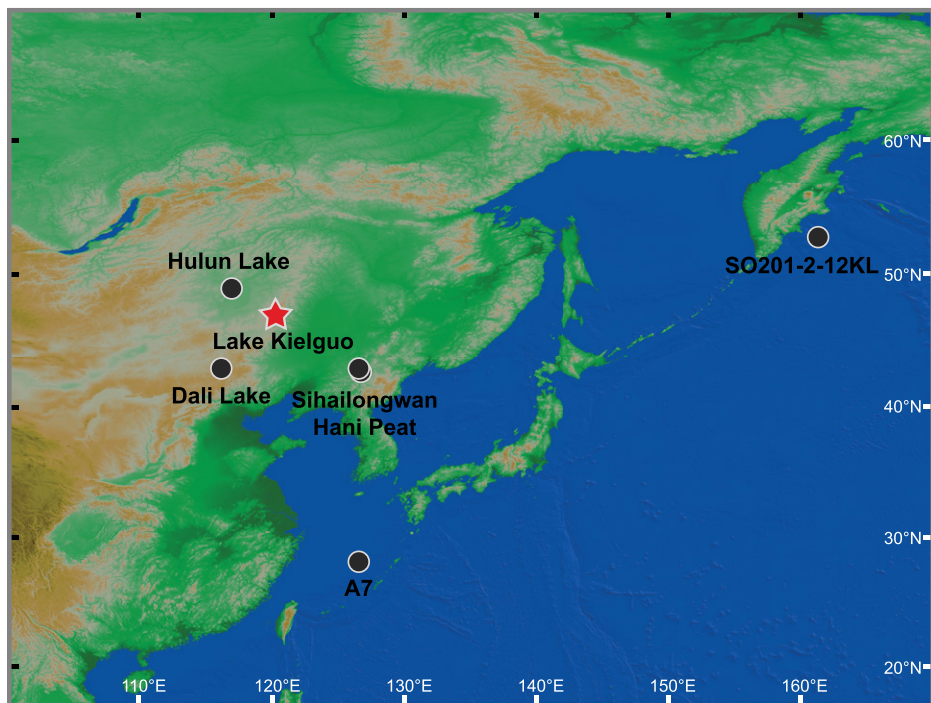 60°N
Hulun Lake
SO201-2-12KL
50°N
Lake Kielguo
Dali Lake
Sihailongwan
Hani Peat
40°N
30°N
A7
20°N
110°E 120°E 130°E 140°E 150°E 160°E